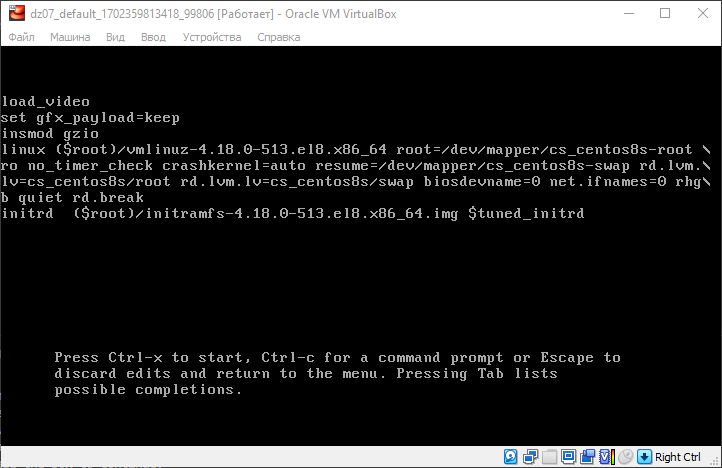 dz07_default_1702359813418_99806 [Работает] - Oracle VM VirtualBox
Файл Машина Вид Ввод Устройства Справка
load_video
set gfx_payload=keep
insmod gzio
linux ($root)/vmlinuz-4.18.0-513.el8.x86_64 root=/dev/mapper/cs_centos8s-root \
ro no_timer_check crashkernel=auto resume=/dev/mapper/cs_centos8s-swap rd.lvm.\
lv=cs_centos8s/root rd.lvm.lv=cs_centos8s/swap biosdevname=0 net.ifnames=0 rhg\
b quiet rd.break
initrd  ($root)/initramfs-4.18.0-513.el8.x86_64.img $tuned_initrd
Press Ctrl-x to start, Ctrl-c for a command prompt or Escape to
discard edits and return to the menu. Pressing Tab lists
possible completions.
Right Ctrl